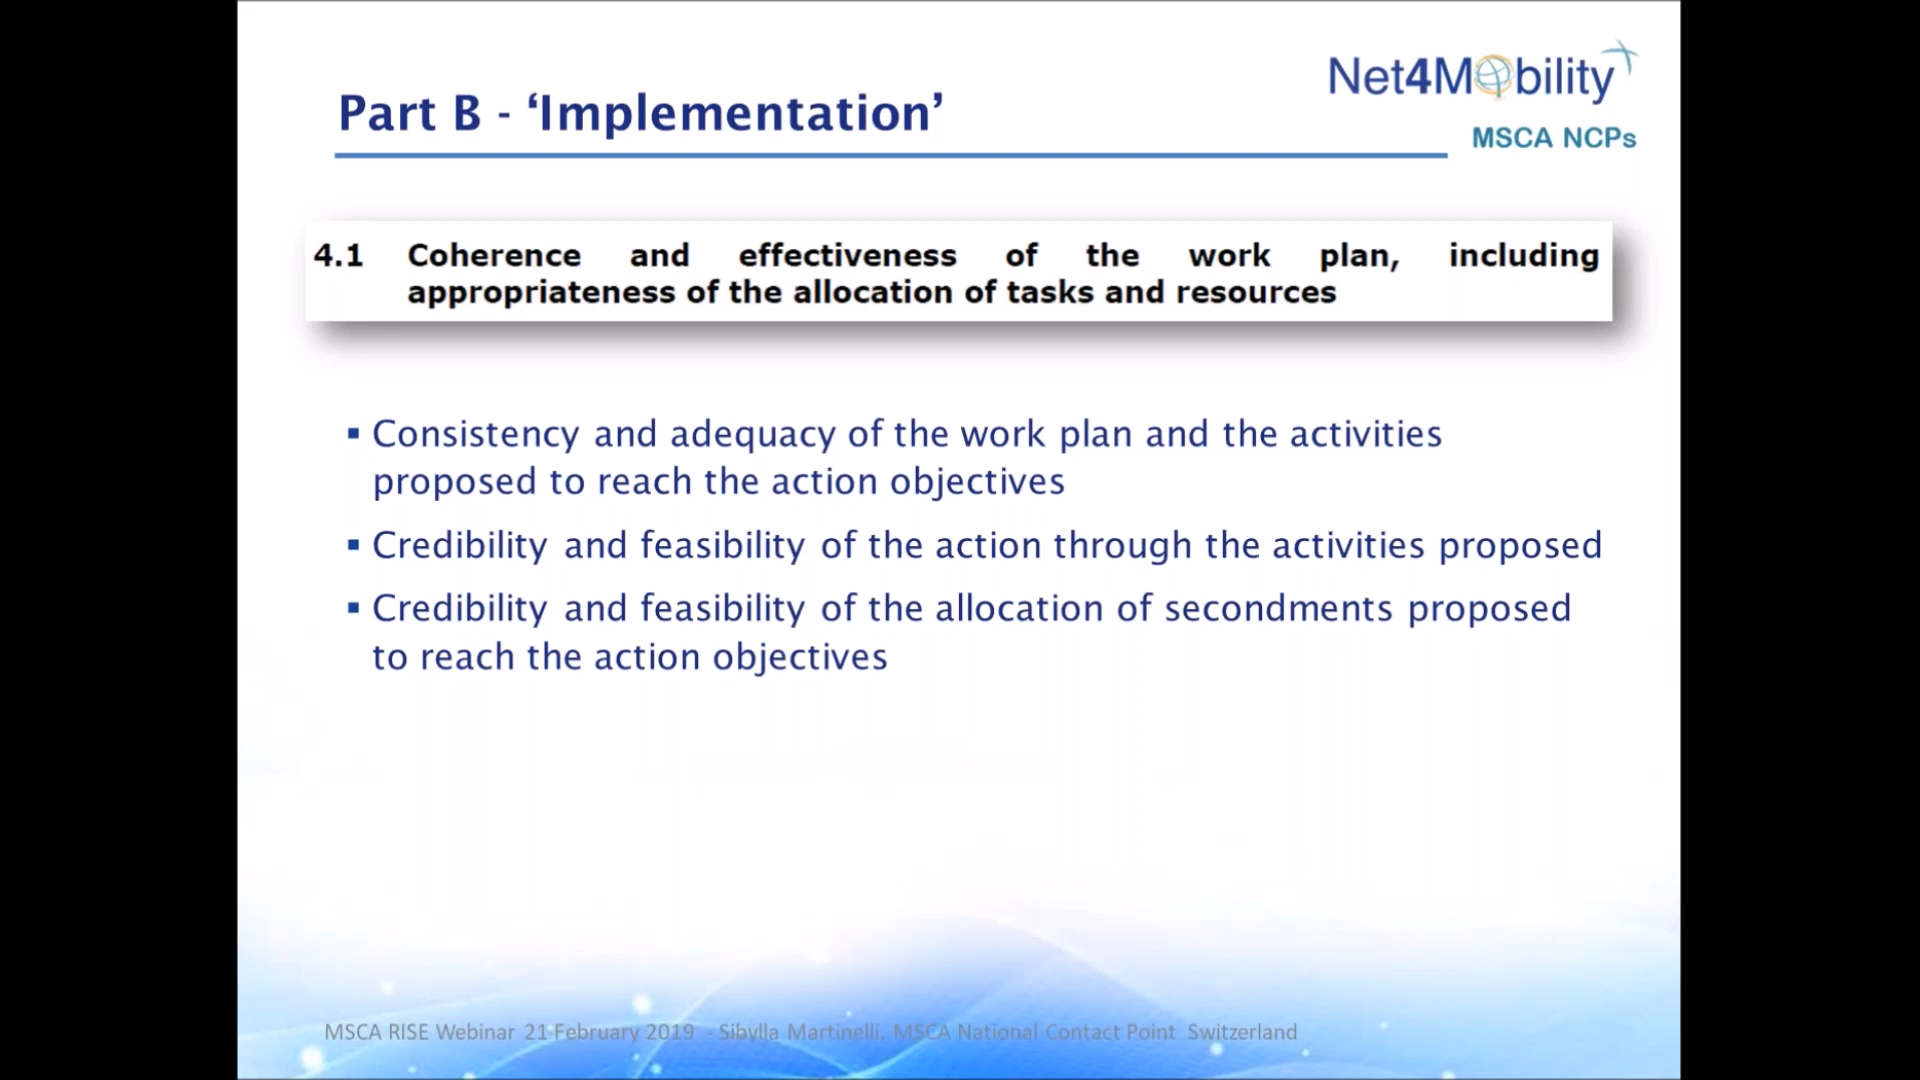 Net4Mobility
MSCA NCPs
Part B - ‘Implementation’
4.1 Coherence and effectiveness of the work plan, including
appropriateness of the allocation of tasks and resources
▪ Consistency and adequacy of the work plan and the activities
proposed to reach the action objectives
▪ Credibility and feasibility of the action through the activities proposed
▪ Credibility and feasibility of the allocation of secondments proposed
to reach the action objectives
MSCA RISE Webinar 21 February 2019 - Sibylla Martinelli, MSCA National Contact Point Switzerland